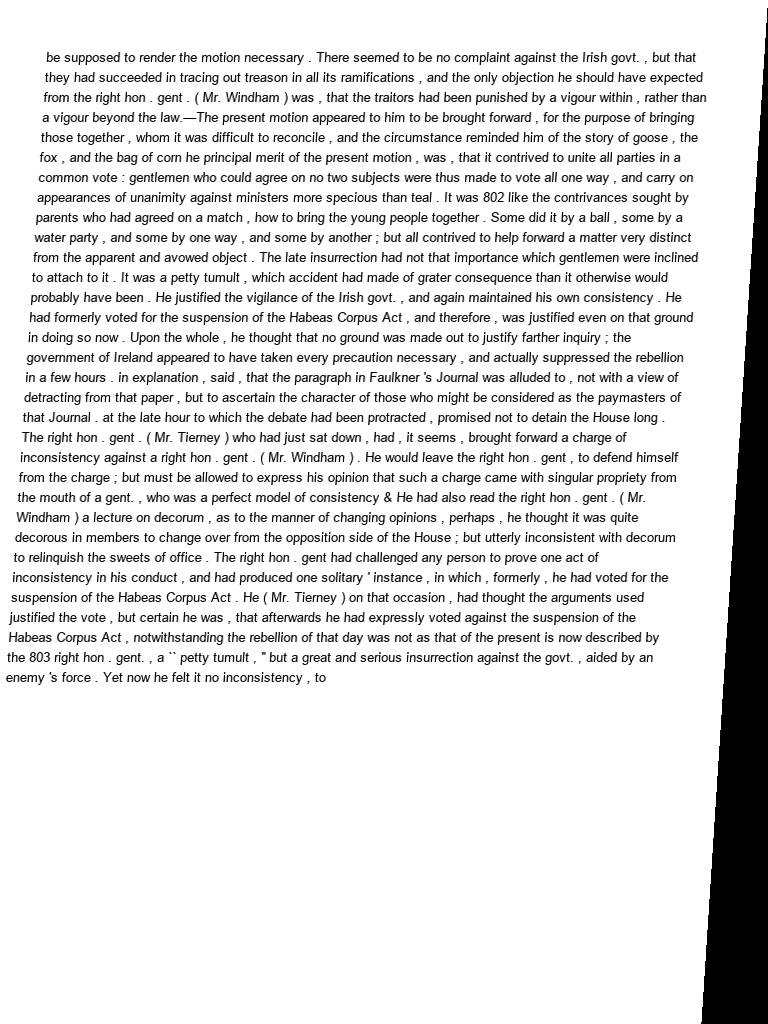 be supposed to render the motion necessary . There seemed to be no complaint against the Irish govt. , but that
they had succeeded in tracing out treason in all its ramifications , and the only objection he should have expected
from the right hon . gent . ( Mr. Windham ) was , that the traitors had been punished by a vigour within , rather than
a vigour beyond the law.—The present motion appeared to him to be brought forward , for the purpose of bringing
those together , whom it was difficult to reconcile , and the circumstance reminded him of the story of goose , the
fox , and the bag of corn he principal merit of the present motion , was , that it contrived to unite all parties in a
common vote : gentlemen who could agree on no two subjects were thus made to vote all one way , and carry on
appearances of unanimity against ministers more specious than teal . It was 802 like the contrivances sought by
parents who had agreed on a match , how to bring the young people together . Some did it by a ball , some by a
water party , and some by one way , and some by another ; but all contrived to help forward a matter very distinct
from the apparent and avowed object . The late insurrection had not that importance which gentlemen were inclined
to attach to it . It was a petty tumult , which accident had made of grater consequence than it otherwise would
probably have been . He justified the vigilance of the Irish govt. , and again maintained his own consistency . He
had formerly voted for the suspension of the Habeas Corpus Act , and therefore , was justified even on that ground
in doing so now . Upon the whole , he thought that no ground was made out to justify farther inquiry ; the
government of Ireland appeared to have taken every precaution necessary , and actually suppressed the rebellion
in a few hours . in explanation , said , that the paragraph in Faulkner 's Journal was alluded to , not with a view of
detracting from that paper , but to ascertain the character of those who might be considered as the paymasters of
that Journal . at the late hour to which the debate had been protracted , promised not to detain the House long .
The right hon . gent . ( Mr. Tierney ) who had just sat down , had , it seems , brought forward a charge of
inconsistency against a right hon . gent . ( Mr. Windham ) . He would leave the right hon . gent , to defend himself
from the charge ; but must be allowed to express his opinion that such a charge came with singular propriety from
the mouth of a gent. , who was a perfect model of consistency & He had also read the right hon . gent . ( Mr.
Windham ) a lecture on decorum , as to the manner of changing opinions , perhaps , he thought it was quite
decorous in members to change over from the opposition side of the House ; but utterly inconsistent with decorum
to relinquish the sweets of office . The right hon . gent had challenged any person to prove one act of
inconsistency in his conduct , and had produced one solitary ' instance , in which , formerly , he had voted for the
suspension of the Habeas Corpus Act . He ( Mr. Tierney ) on that occasion , had thought the arguments used
justified the vote , but certain he was , that afterwards he had expressly voted against the suspension of the
Habeas Corpus Act , notwithstanding the rebellion of that day was not as that of the present is now described by
the 803 right hon . gent. , a `` petty tumult , '' but a great and serious insurrection against the govt. , aided by an
enemy 's force . Yet now he felt it no inconsistency , to